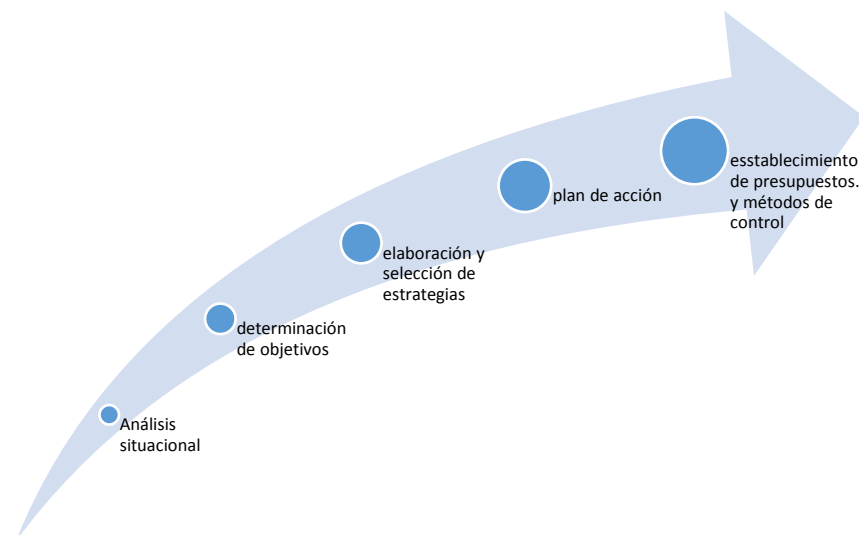 Análisis
situacional
determinación
de objetivos
elaboración y
selección de
estrategias
plan de acción
esstablecimiento
de presupuestos.
y métodos de
control